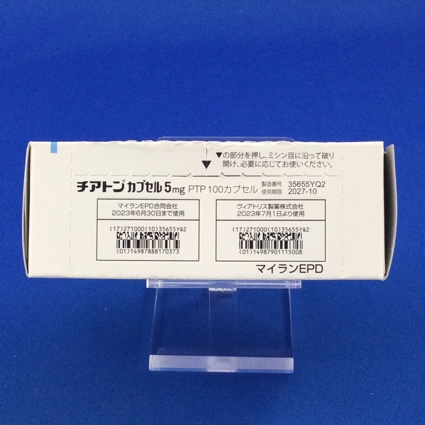 ▼の部分を押し、ミシン目に沿って破り
開け、必要に応じてお使いください。
▼
チアトンカプセル5mg PTP100カプセル 製造番号 35655YQ2
使用期限 2027-10
マイランEPD合同会社
2023年6月30日まで使用
(17)271000(10)35655YQ2
(01)14987888170373
ヴィアトリス製薬株式会社
2023年7月1日より使用
(17)271000(10)35655YQ2
(01)14987901115008
マイランEPD